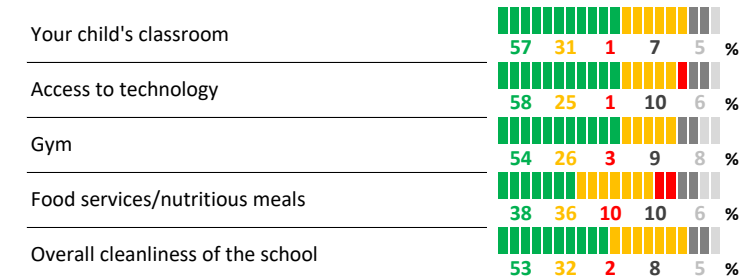 Your child's classroom
57 31 1 7 5 %
Access to technology
58 25 1 10 6 %
Gym
54 26 3 9 8 %
Food services/nutritious meals
38 36 10 10 6 %
Overall cleanliness of the school
53 32 2 8 5 %